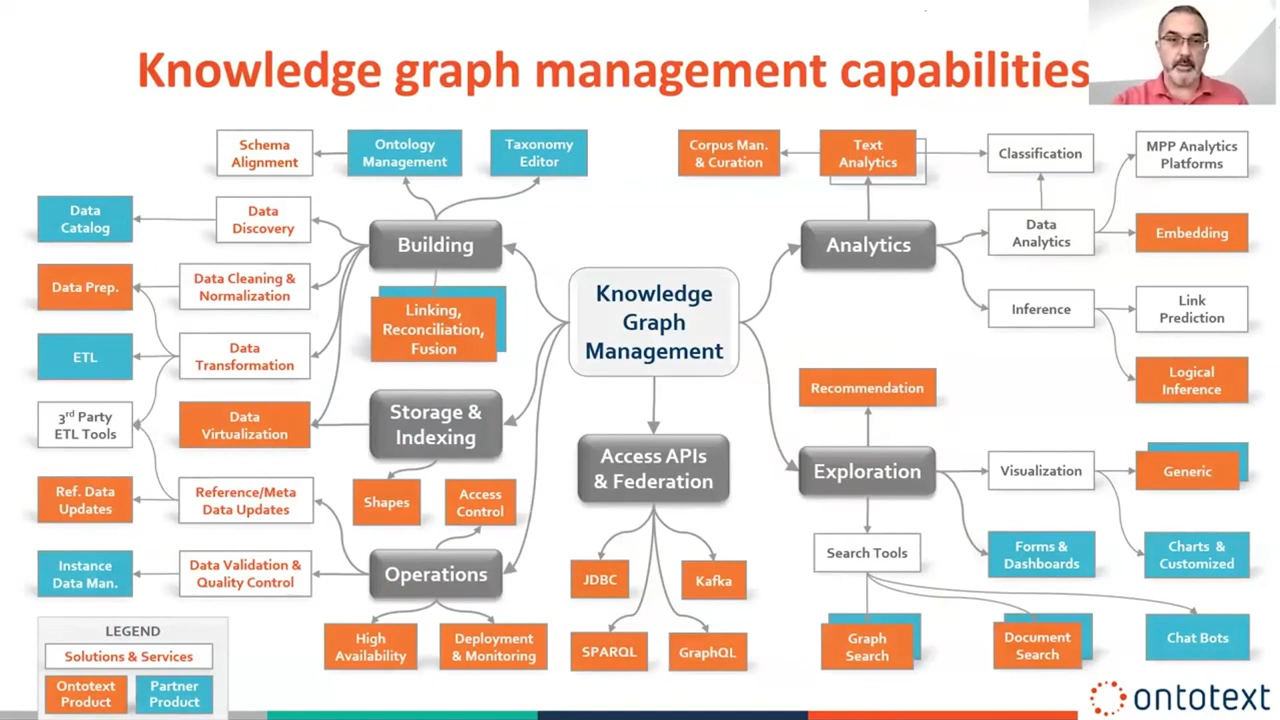 Knowledge graph management capabilities
Schema
Alignment
Ontology
Management
Taxonomy
Editor
Corpus Man.
& Curation
Text
Analytics
Classification
MPP Analytics
Platforms
Data
Catalog
Data
Discovery
Building
Analytics
Data
Analytics
Embedding
Data Prep.
Data Cleaning &
Normalization
Linking,
Reconciliation,
Fusion
Knowledge
Graph
Management
Inference
Link
Prediction
ETL
Data
Transformation
Recommendation
Logical
Inference
3rd Party
ETL Tools
Data
Virtualization
Storage &
Indexing
Access APIs
& Federation
Exploration
Visualization
Generic
Ref. Data
Updates
Reference/Meta
Data Updates
Shapes
Access
Control
Search Tools
Forms &
Dashboards
Charts &
Customized
Instance
Data Man.
Data Validation &
Quality Control
Operations
JDBC
Kafka
High
Availability
Deployment
& Monitoring
SPARQL
GraphQL
Graph
Search
Document
Search
Chat Bots
LEGEND
Solutions & Services
Ontotext
Product
Partner
Product
ontotext